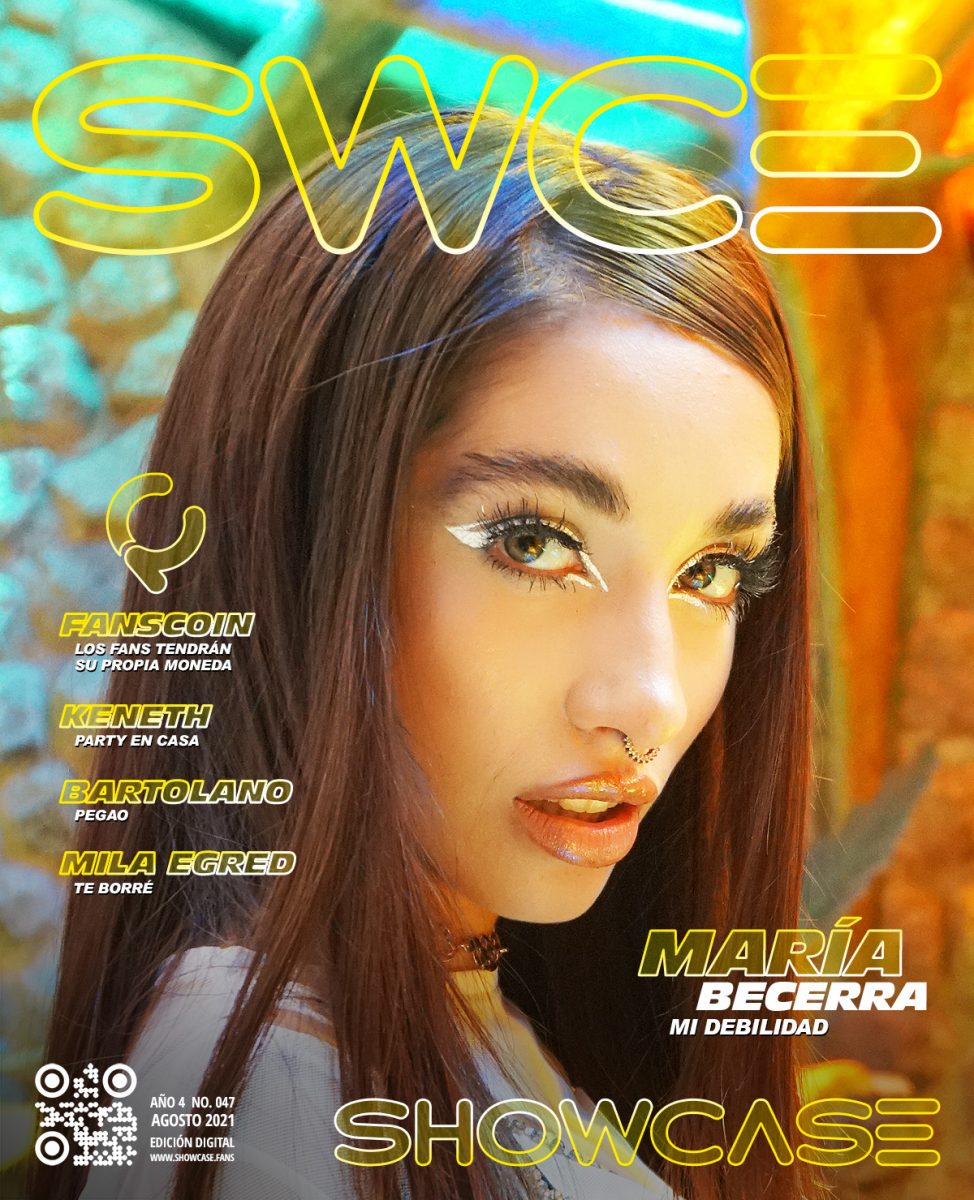 SWCE
FANSCOIN
LOS FANS TENDRÁN
SU PROPIA MONEDA
KENETH
PARTY EN CASA
BARTOLANO
PEGAO
MILA EGRED
TE BORRÉ
MARÍA
BECERRA
MI DEBILIDAD
AÑO 4 NO. 047
AGOSTO 2021
EDICIÓN DIGITAL
WWW.SHOWCASE.FANS
SHOWCASE